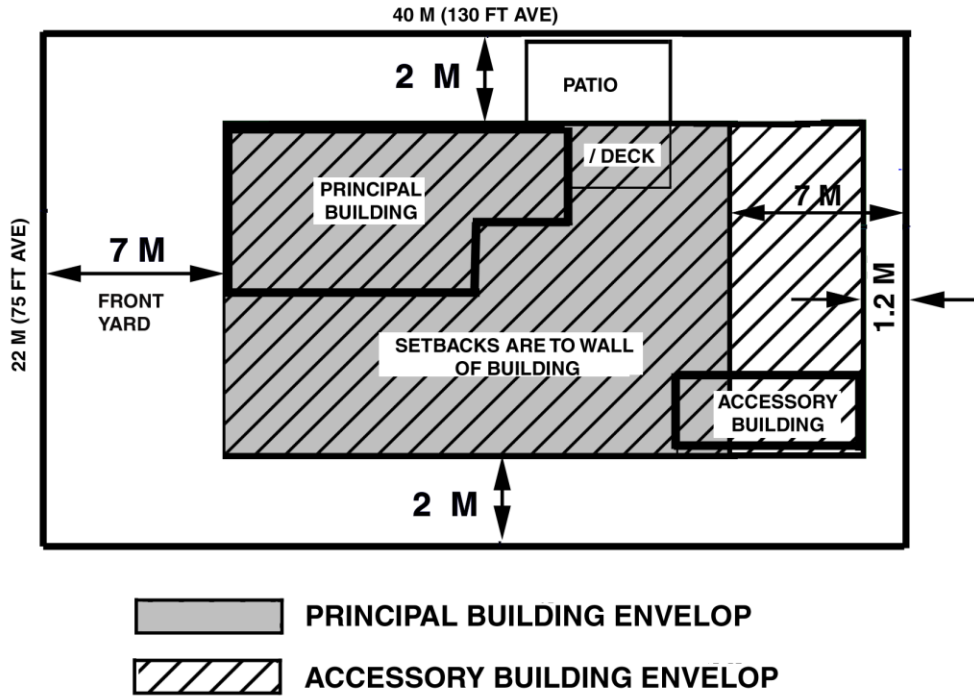 40 M (130 FT AVE)
2 M
PATIO
/ DECK
PRINCIPAL
BUILDING
7 M
7 M
FRONT
YARD
22 M (75 FT AVE)
1.2 M
SETBACKS ARE TO WALL
OF BUILDING
ACCESSORY
BUILDING
2 M
PRINCIPAL BUILDING ENVELOP
ACCESSORY BUILDING ENVELOP